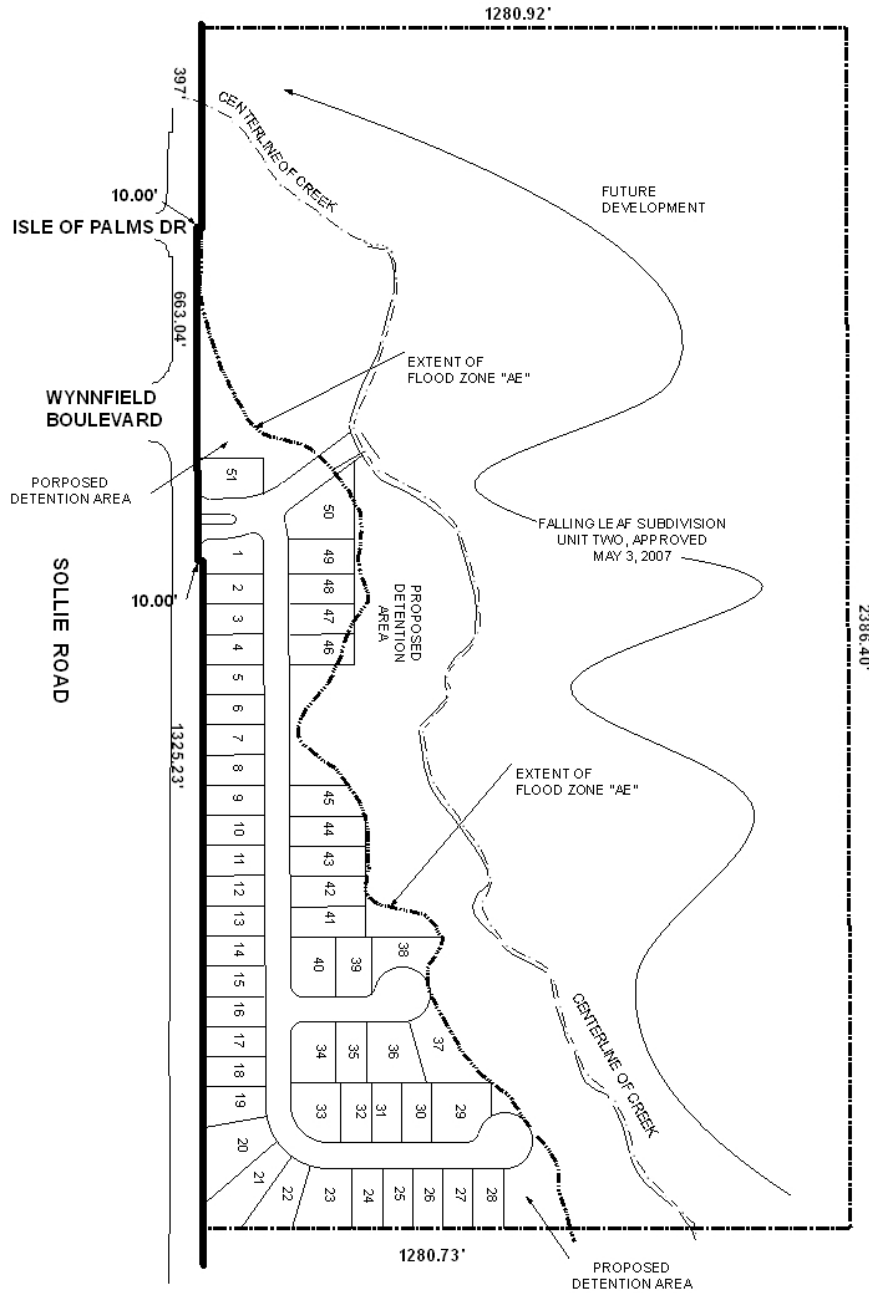 1280.92'
397'
CENTERLINE OF CREEK
10.00'
ISLE OF PALMS DR
FUTURE
DEVELOPMENT
663.04'
EXTENT OF
FLOOD ZONE "AE"
WYNNFIELD
BOULEVARD
PORPOSED
DETENTION AREA
51
50
FALLING LEAF SUBDIVISION
UNIT TWO, APPROVED
MAY 3, 2007
SOLLIE ROAD
10.00'
1
2
3
4
5
6
7
8
9
10
11
12
13
14
15
16
17
18
19
20
21
22
23
24
25
26
27
28
49
48
47
46
PROPOSED
DETENTION
AREA
2386.40'
1325.23'
EXTENT OF
FLOOD ZONE "AE"
45
44
43
42
41
40
39
38
34
35
36
37
33
32
31
30
29
CENTERLINE OF CREEK
1280.73'
PROPOSED
DETENTION AREA